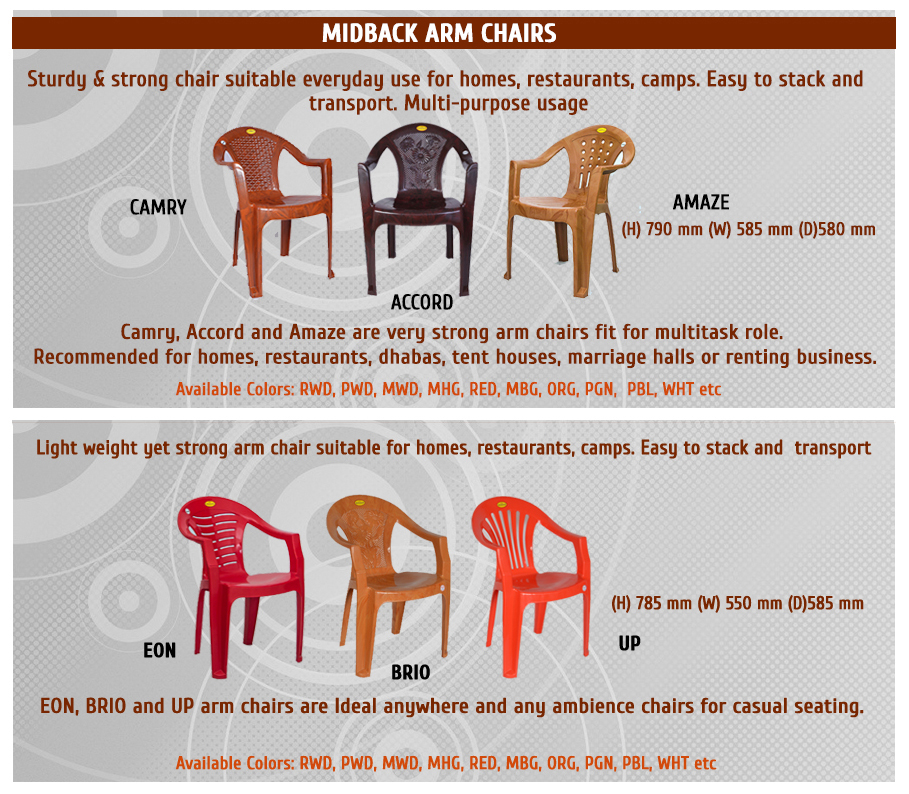 MIDBACK ARM CHAIRS
Sturdy & strong chair suitable everyday use for homes, restaurants, camps. Easy to stack and
transport. Multi-purpose usage
CAMRY
AMAZE
(H) 790 mm (W) 585 mm (D)580 mm
ACCORD
Camry, Accord and Amaze are very strong arm chairs fit for multitask role.
Recommended for homes, restaurants, dhabas, tent houses, marriage halls or renting business.
Available Colors: RWD, PWD, MWD, MHG, RED, MBG, ORG, PGN, PBL, WHT etc
Light weight yet strong arm chair suitable for homes, restaurants, camps. Easy to stack and transport
(H) 785 mm (W) 550 mm (D)585 mm
EON
UP
BRIO
EON, BRIO and UP arm chairs are Ideal anywhere and any ambience chairs for casual seating.
Available Colors: RWD, PWD, MWD, MHG, RED, MBG, ORG, PGN, PBL, WHT etc